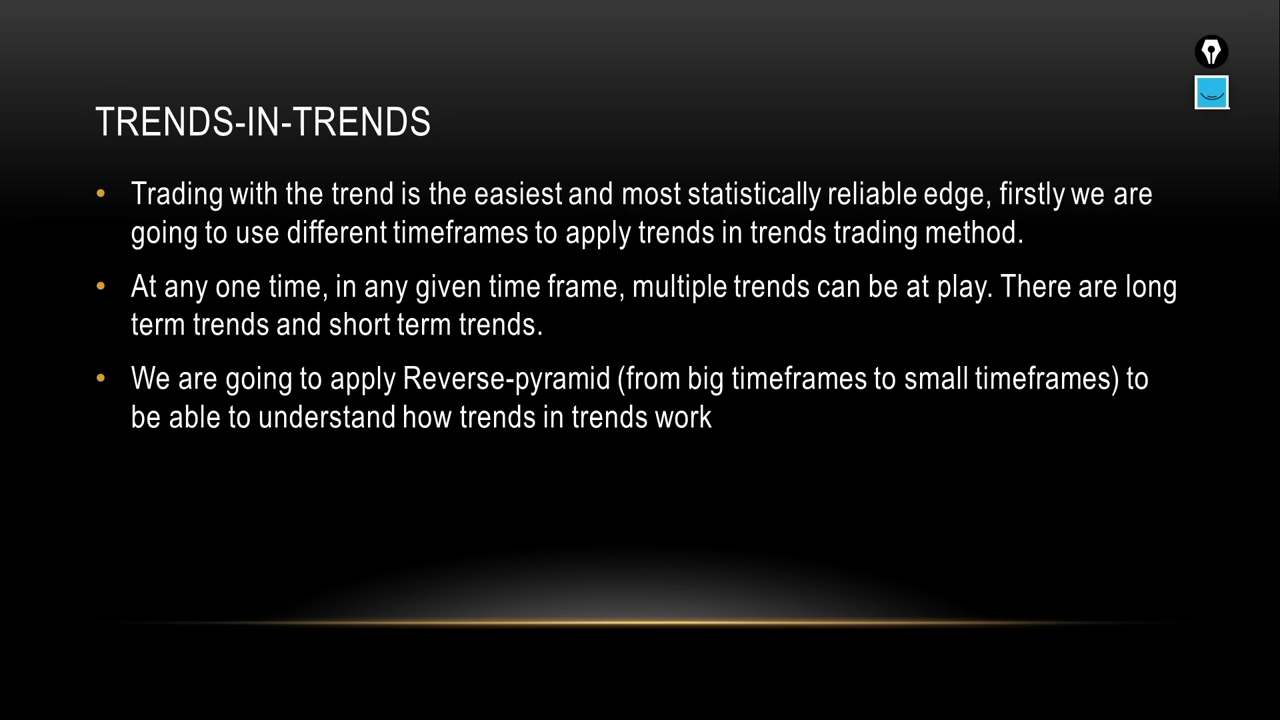 TRENDS-IN-TRENDS
• Trading with the trend is the easiest and most statistically reliable edge, firstly we are
going to use different timeframes to apply trends in trends trading method.
• At any one time, in any given time frame, multiple trends can be at play. There are long
term trends and short term trends.
• We are going to apply Reverse-pyramid (from big timeframes to small timeframes) to
be able to understand how trends in trends work